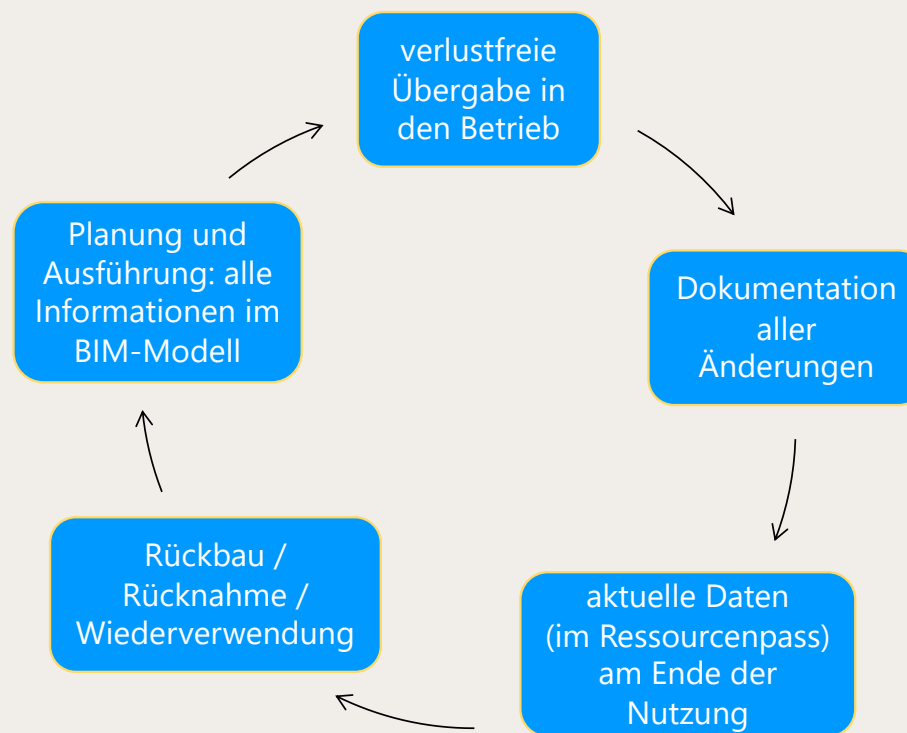 verlustfreie
Übergabe in
den Betrieb
Dokumentation
aller
Änderungen
aktuelle Daten
(im Ressourcenpass)
am Ende der
Nutzung
Rückbau /
Rücknahme /
Wiederverwendung
Planung und
Ausführung: alle
Informationen im
BIM-Modell